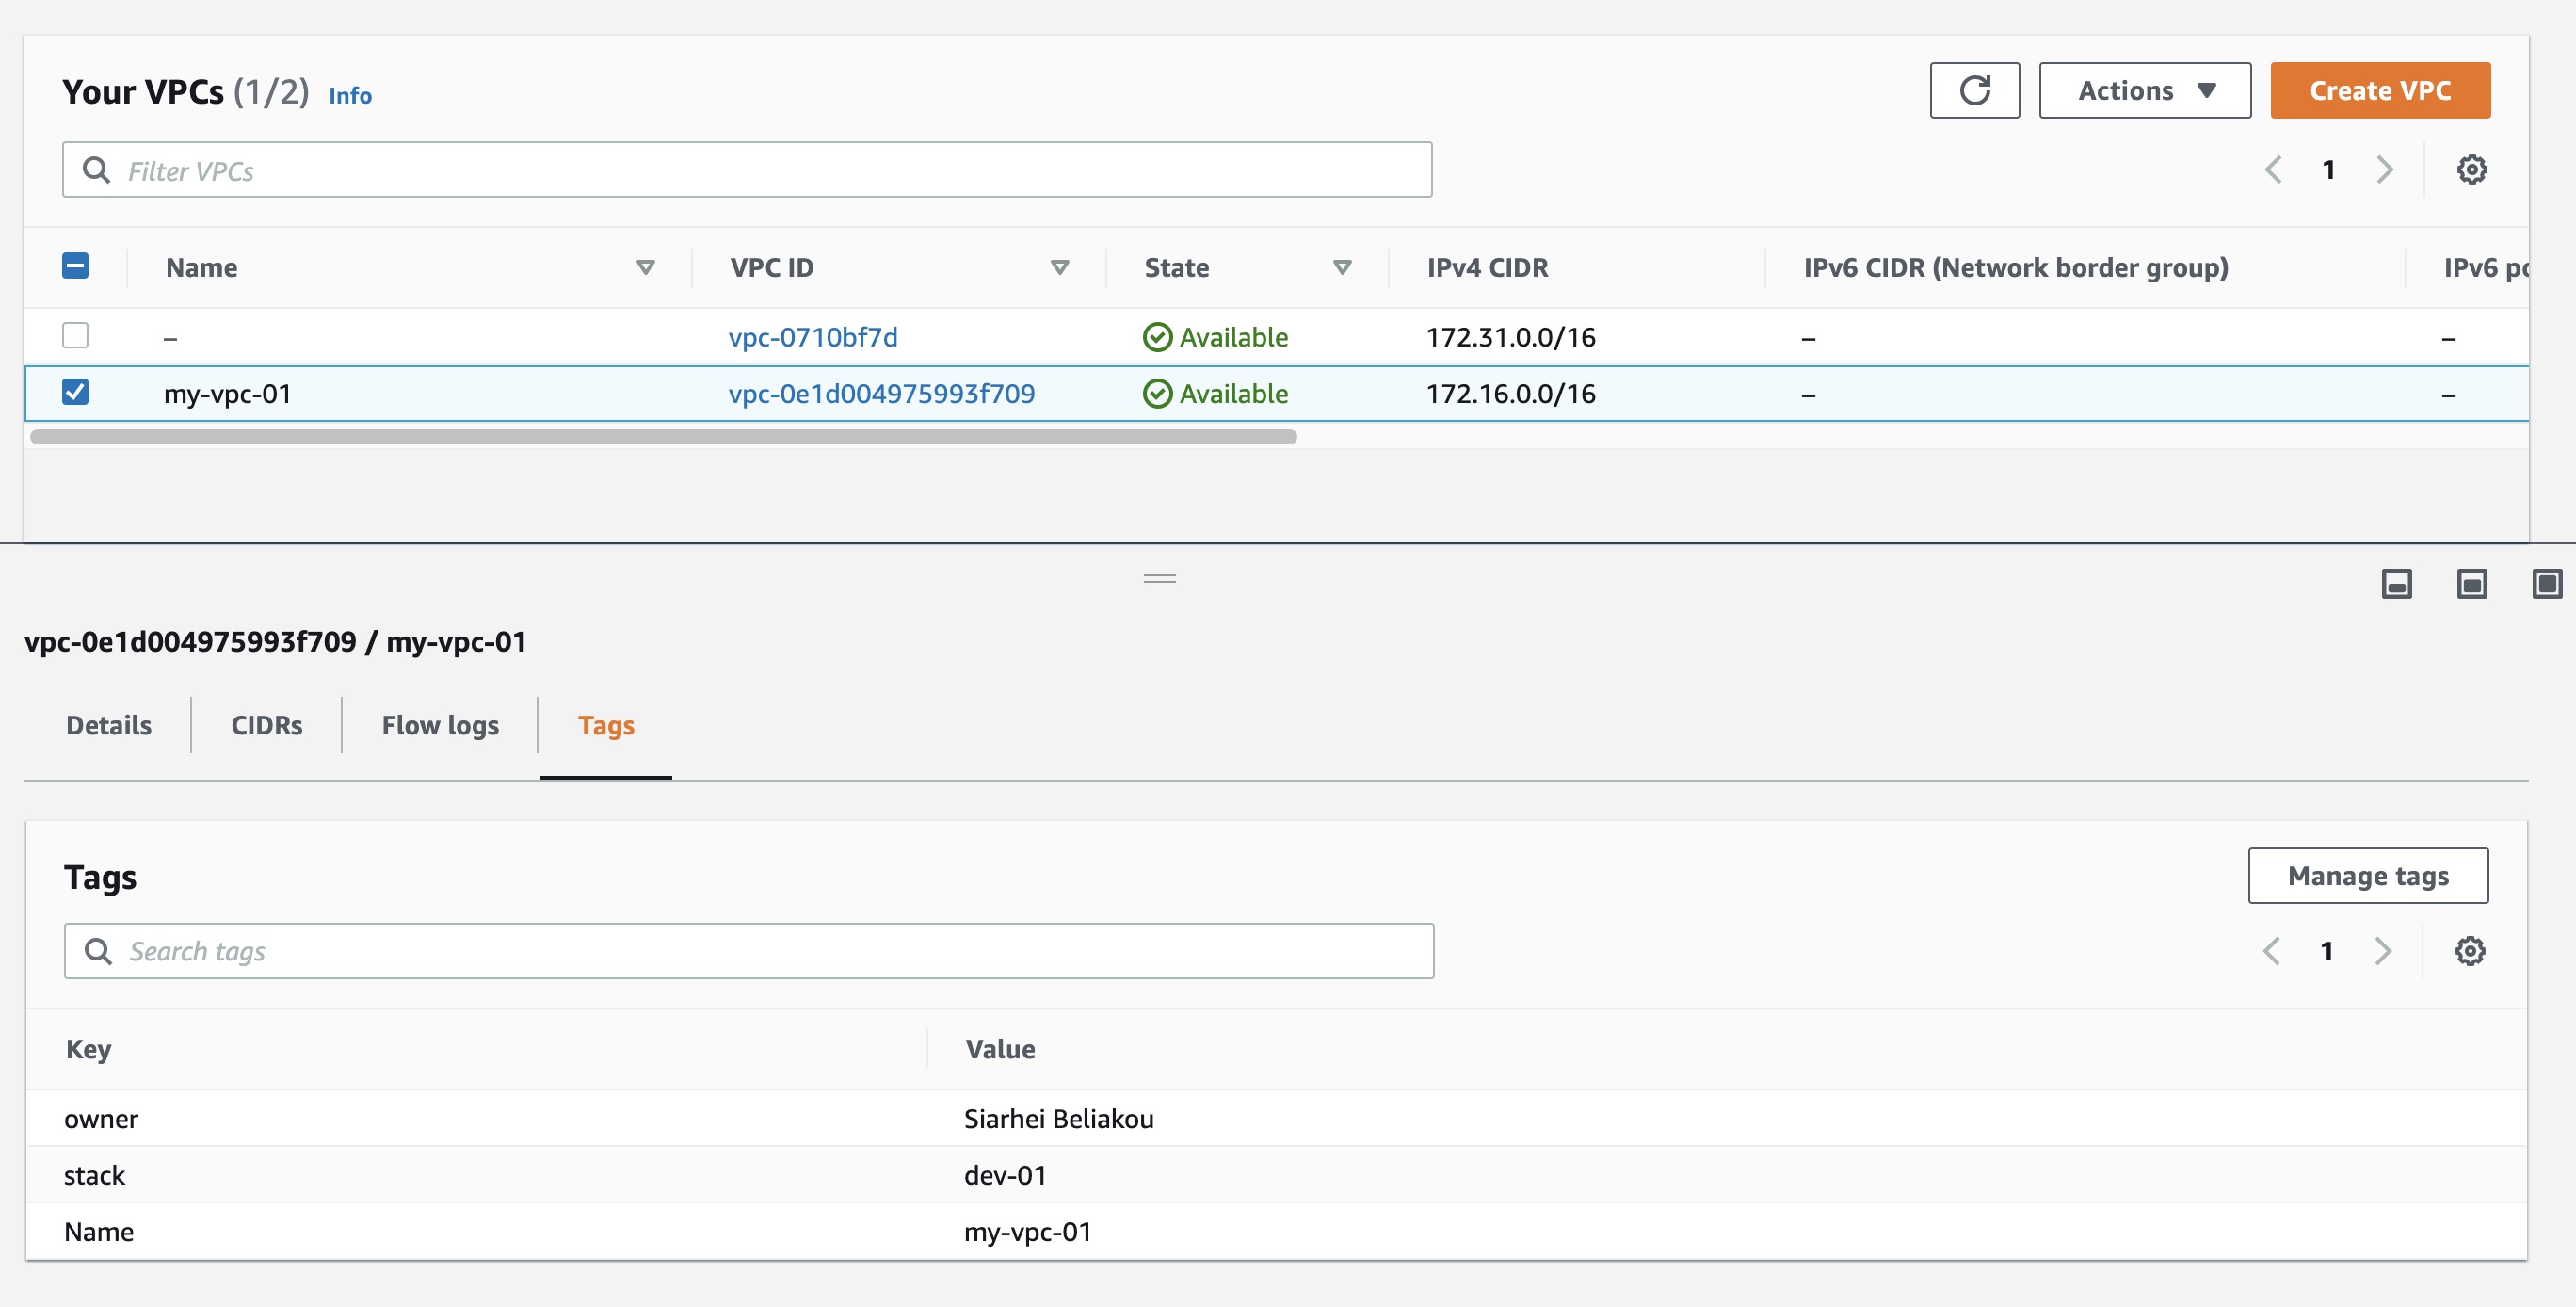 Your VPCs (1/2) Info
Actions
Create VPC
Filter VPCs
1
Name VPC ID State IPv4 CIDR IPv6 CIDR (Network border group) IPv6 po
– vpc-0710bf7d Available 172.31.0.0/16 – –
my-vpc-01 vpc-0e1d004975993f709 Available 172.16.0.0/16 – –
vpc-0e1d004975993f709 / my-vpc-01
Details CIDRs Flow logs Tags
Tags
Manage tags
Search tags
1
Key Value
owner Siarhei Beliakou
stack dev-01
Name my-vpc-01